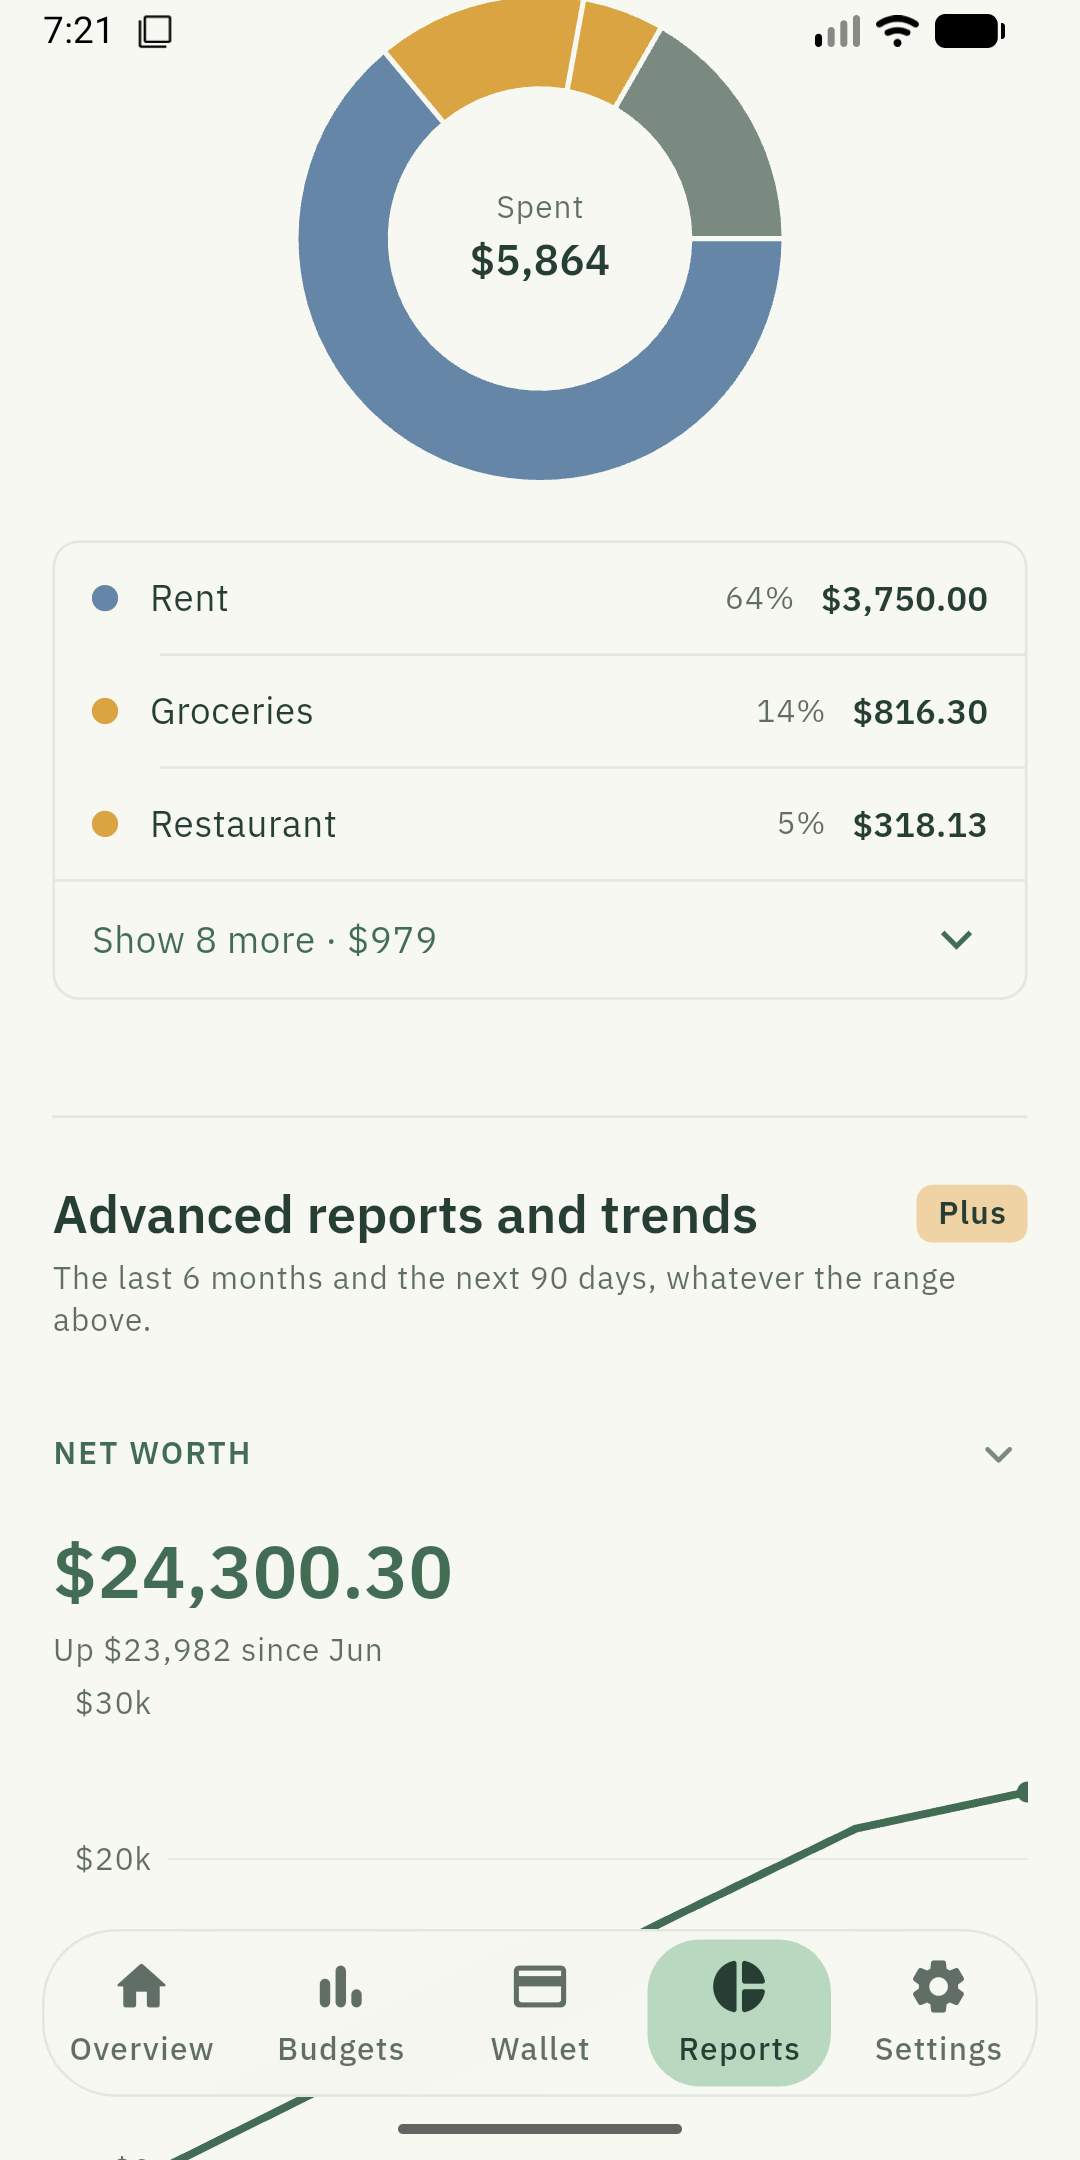 7:21
Spent
$5,864
Rent 64% $3,750.00
Groceries 14% $816.30
Restaurant 5% $318.13
Show 8 more · $979
Advanced reports and trends Plus
The last 6 months and the next 90 days, whatever the range
above.
NET WORTH
$24,300.30
Up $23,982 since Jun
$30k
$20k
Overview Budgets Wallet Reports Settings